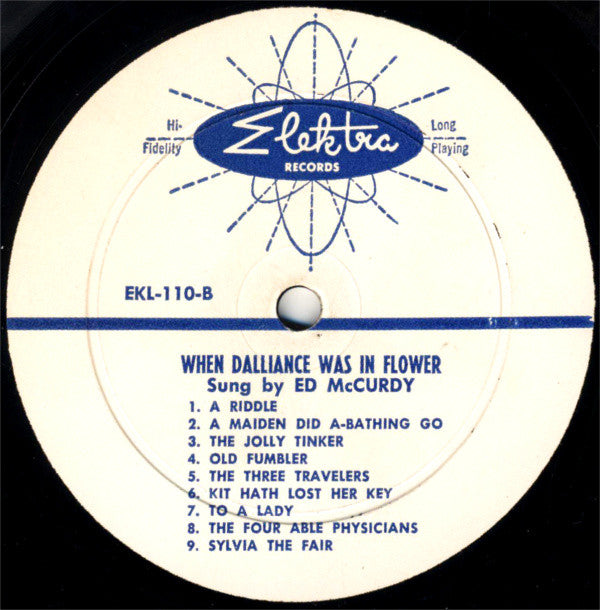 Elektra
RECORDS
Hi-
Fidelity
Long
Playing
EKL-110-B
WHEN DALLIANCE WAS IN FLOWER
Sung by ED McCURDY
1. A RIDDLE
2. A MAIDEN DID A-BATHING GO
3. THE JOLLY TINKER
4. OLD FUMBLER
5. THE THREE TRAVELERS
6. KIT HATH LOST HER KEY
7. TO A LADY
8. THE FOUR ABLE PHYSICIANS
9. SYLVIA THE FAIR